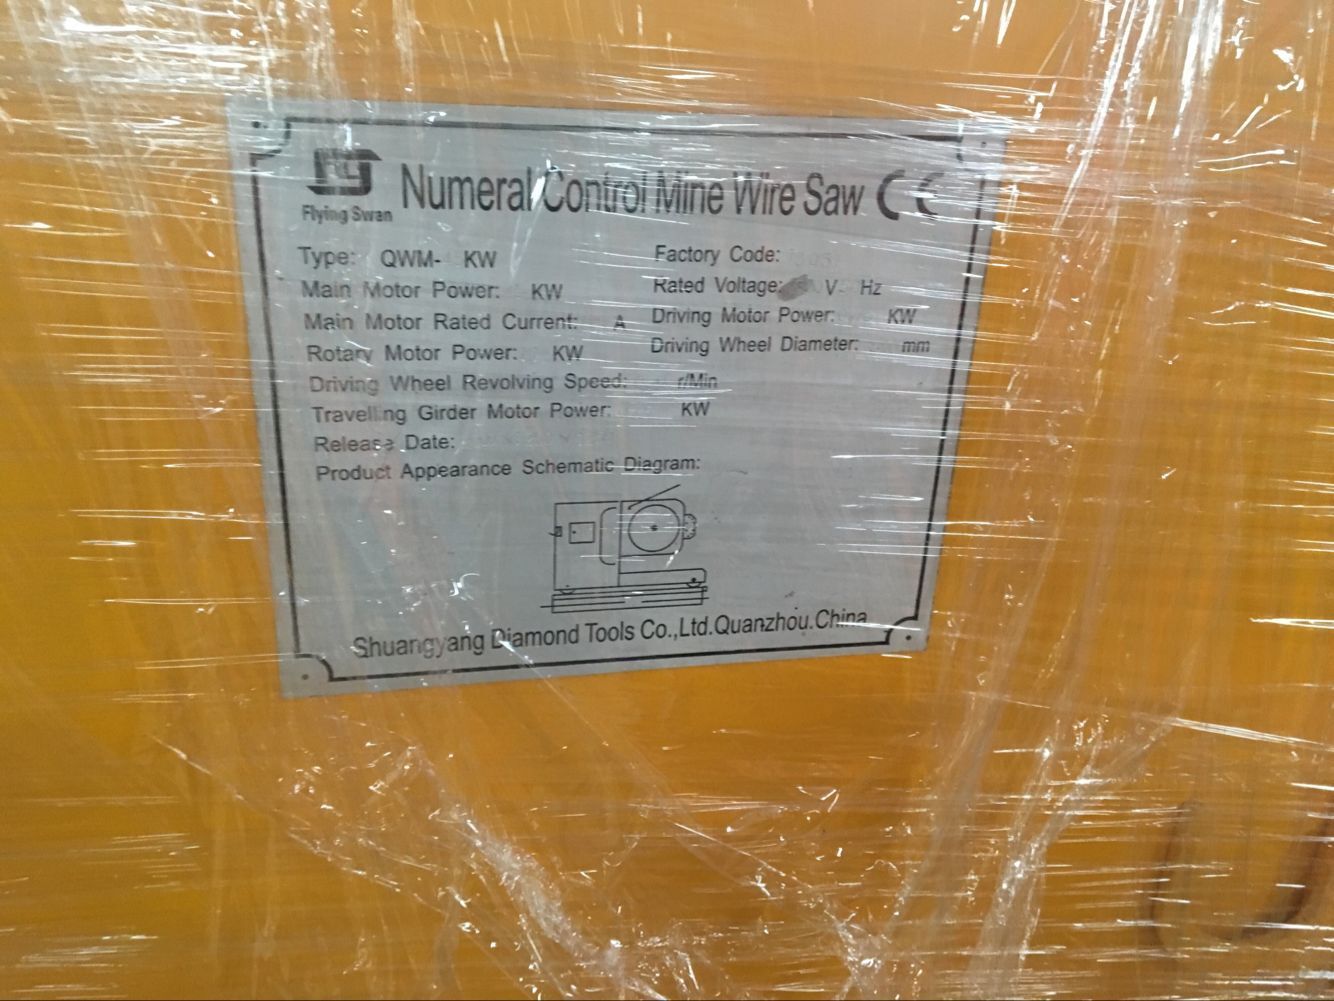 Flying Swan
Numeral Control Mine Wire Saw CE
Type: QWM- KW
Factory Code:
Main Motor Power: KW
Rated Voltage: V Hz
Main Motor Rated Current: A
Driving Motor Power: KW
Rotary Motor Power: KW
Driving Wheel Diameter: mm
Driving Wheel Revolving Speed: r/Min
Travelling Girder Motor Power: KW
Release Date:
Product Appearance Schematic Diagram:
Shuangyang Diamond Tools Co.,Ltd.Quanzhou.China